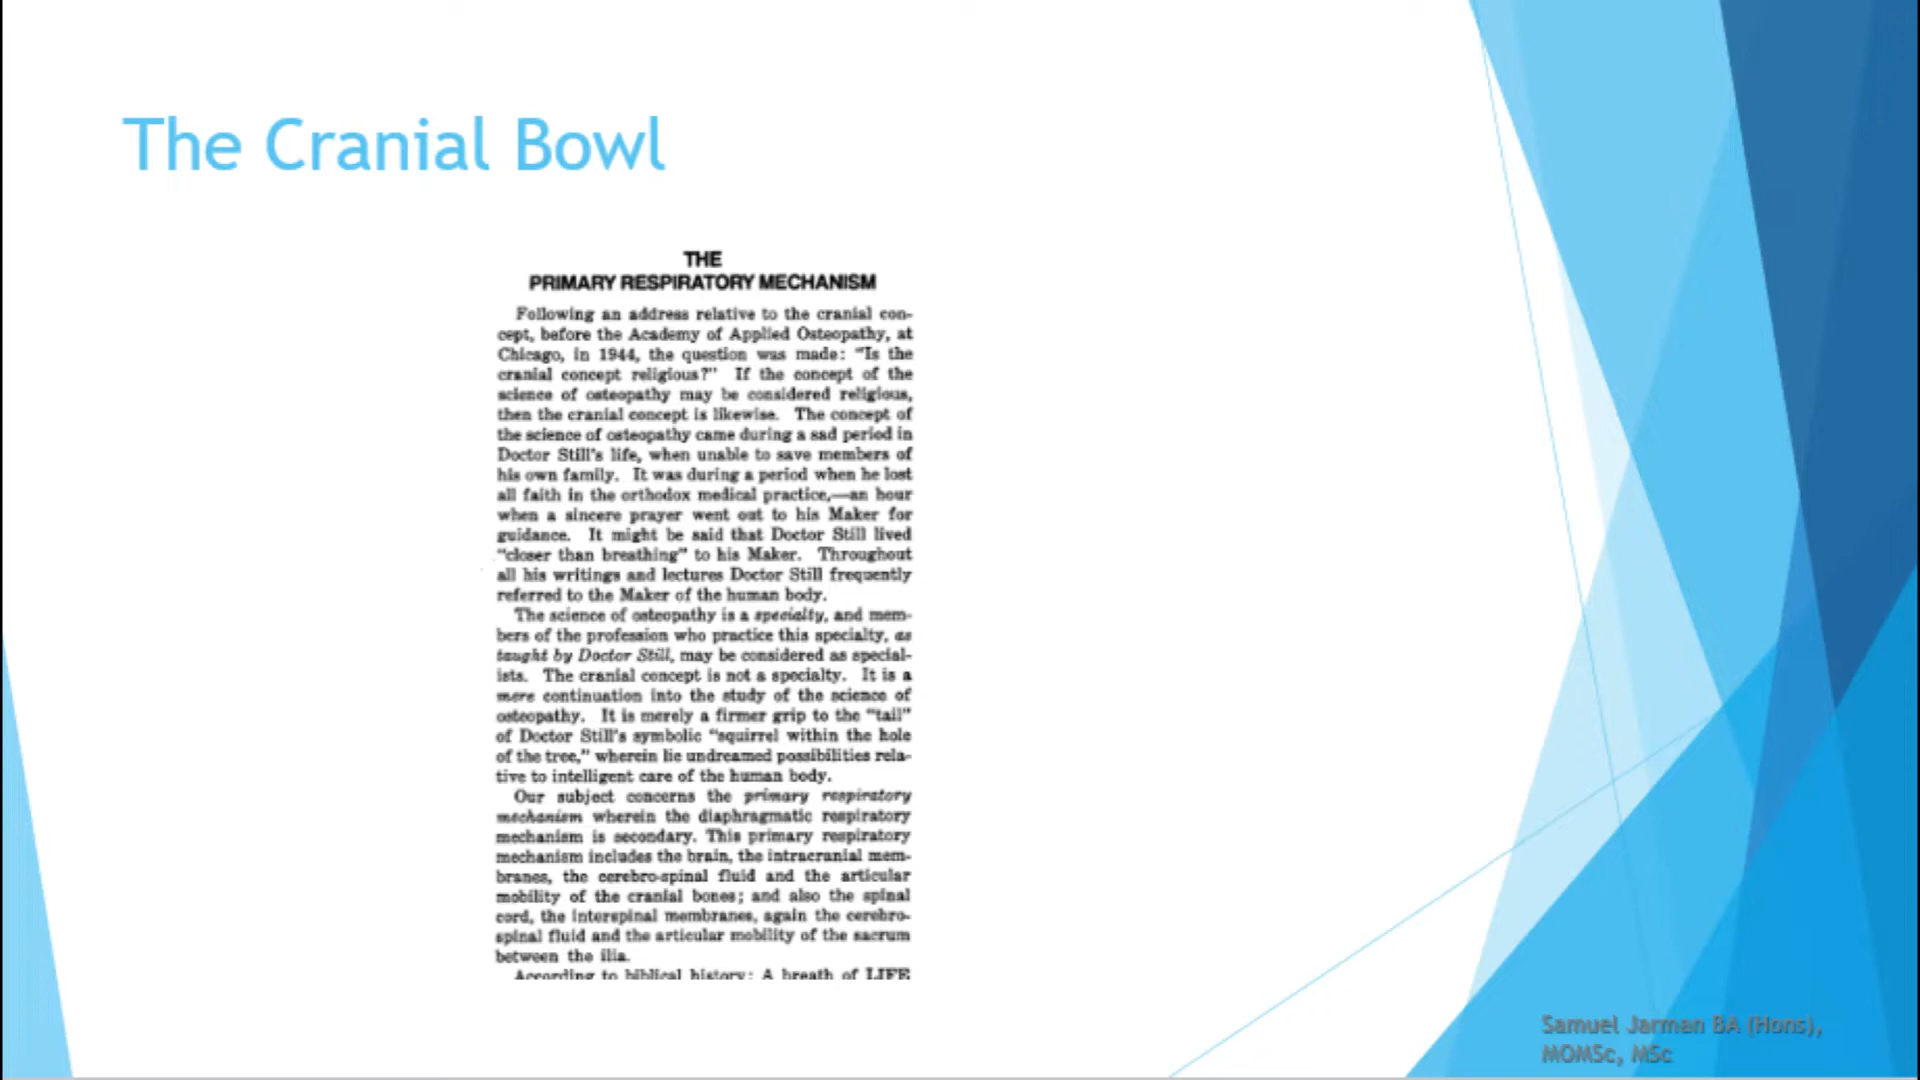 The Cranial Bowl
THE
PRIMARY RESPIRATORY MECHANISM
Following an address relative to the cranial con-
cept, before the Academy of Applied Osteopathy, at
Chicago, in 1944, the question was made: "Is the
cranial concept religious?" If the concept of the
science of osteopathy may be considered religious,
then the cranial concept is likewise. The concept of
the science of osteopathy came during a sad period in
Doctor Still's life, when unable to save members of
his own family. It was during a period when he lost
all faith in the orthodox medical practice,—an hour
when a sincere prayer went out to his Maker for
guidance. It might be said that Doctor Still lived
"closer than breathing" to his Maker. Throughout
all his writings and lectures Doctor Still frequently
referred to the Maker of the human body.
The science of osteopathy is a specialty, and mem-
bers of the profession who practice this specialty, as
taught by Doctor Still, may be considered as special-
ists. The cranial concept is not a specialty. It is a
mere continuation into the study of the science of
osteopathy. It is merely a firmer grip to the "tail"
of Doctor Still's symbolic "squirrel within the hole
of the tree," wherein lie undreamed possibilities rela-
tive to intelligent care of the human body.
Our subject concerns the primary respiratory
mechanism wherein the diaphragmatic respiratory
mechanism is secondary. This primary respiratory
mechanism includes the brain, the intracranial mem-
branes, the cerebro-spinal fluid and the articular
mobility of the cranial bones; and also the spinal
cord, the interspinal membranes, again the cerebro-
spinal fluid and the articular mobility of the sacrum
between the ilia.
According to biblical history: A breath of LIFE
Samuel Jarman BA (Hons),
MOMSc, MSc